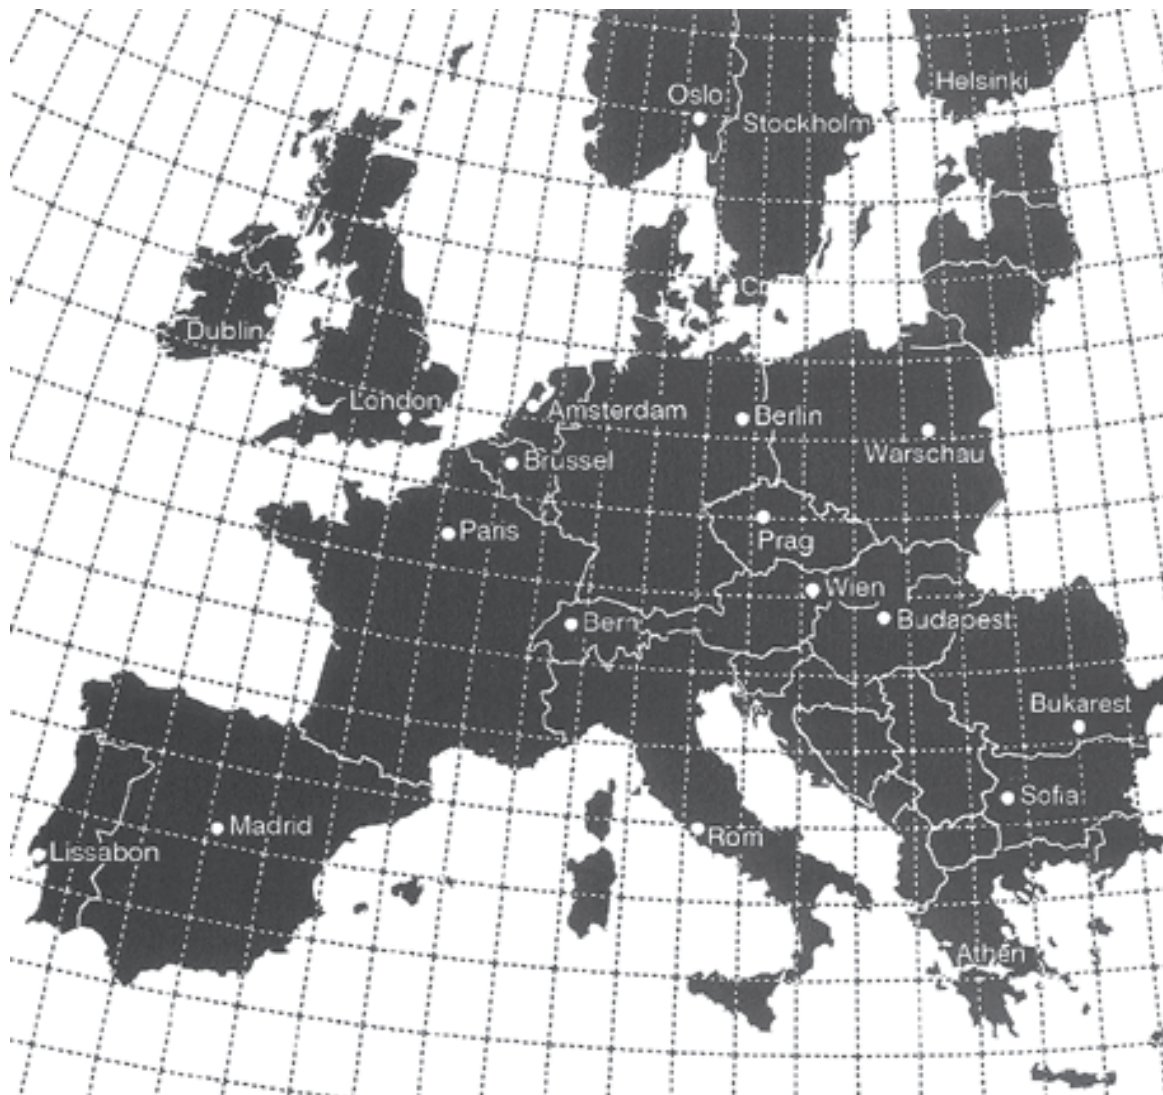 Helsinki
Oslo
Stockholm
Dublin
London
Amsterdam
Berlin
Brüssel
Warschau
Paris
Prag
Wien
Bern
Budapest
Bukarest
Sofia
Madrid
Rom
Lissabon
Athen